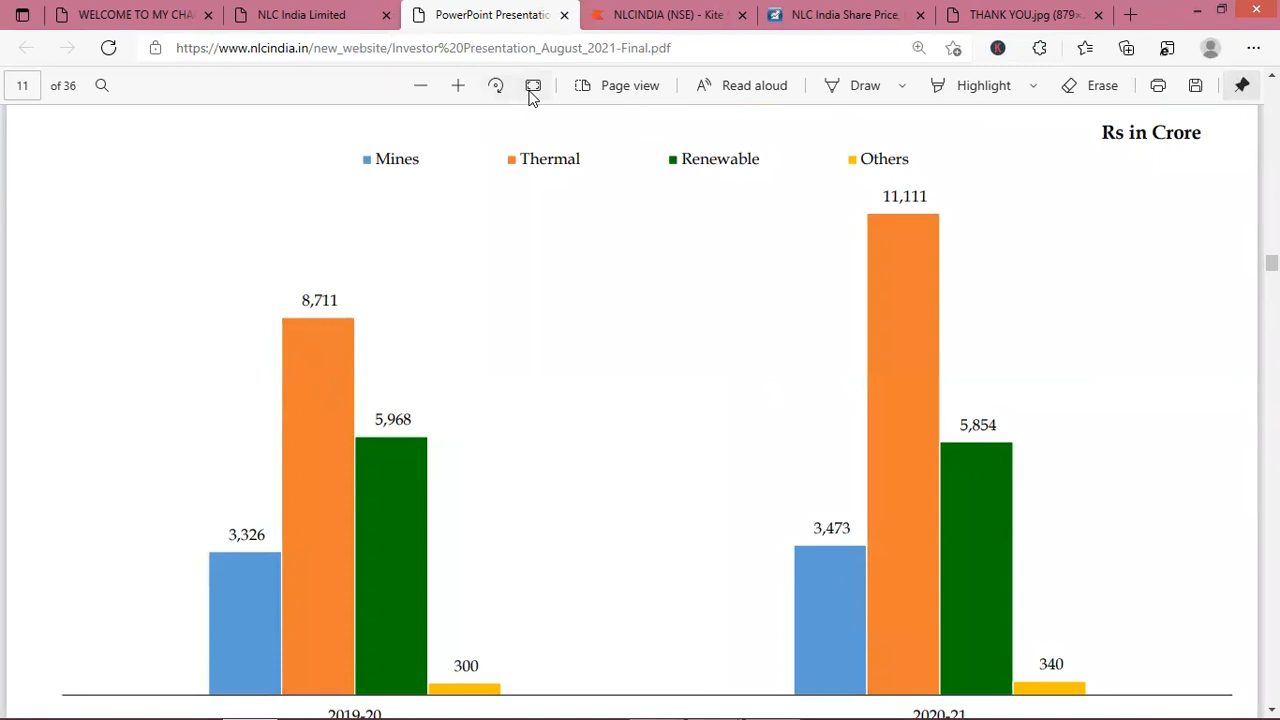 WELCOME TO MY CHA
NLC India Limited
PowerPoint Presentatio
NLCINDIA (NSE) - Kite
NLC India Share Price,
THANK YOU.jpg (879×
https://www.nlcindia.in/new_website/Investor%20Presentation_August_2021-Final.pdf
11 of 36
Page view
Read aloud
Draw
Highlight
Erase
Rs in Crore
Mines Thermal Renewable Others
11,111
8,711
5,968
5,854
3,326
3,473
300
340
2019-20
2020-21